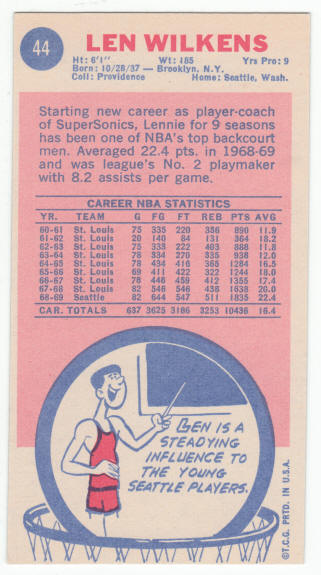 44
LEN WILKENS
Ht: 6'1" Wt: 185 Yrs Pro: 9
Born: 10/28/37 — Brooklyn, N.Y.
Coll: Providence Home: Seattle, Wash.
Starting new career as player-coach
of SuperSonics, Lennie for 9 seasons
has been one of NBA's top backcourt
men. Averaged 22.4 pts. in 1968-69
and was league's No. 2 playmaker
with 8.2 assists per game.
CAREER NBA STATISTICS
YR. TEAM G FG FT REB PTS AVG
60-61 St. Louis 75 335 220 336 890 11.9
61-62 St. Louis 20 140 84 131 364 18.2
62-63 St. Louis 75 333 222 403 888 11.8
63-64 St. Louis 78 334 270 335 938 12.0
64-65 St. Louis 78 434 416 365 1284 16.5
65-66 St. Louis 69 411 422 322 1244 18.0
66-67 St. Louis 78 448 459 412 1355 17.4
67-68 St. Louis 82 546 546 438 1638 20.0
68-69 Seattle 82 644 547 511 1835 22.4
CAR. TOTALS 637 3625 3186 3253 10436 16.4
LEN IS A
STEADYING
INFLUENCE TO
TO THE YOUNG
SEATTLE PLAYERS.
©T.C.G. PRTD. IN U.S.A.